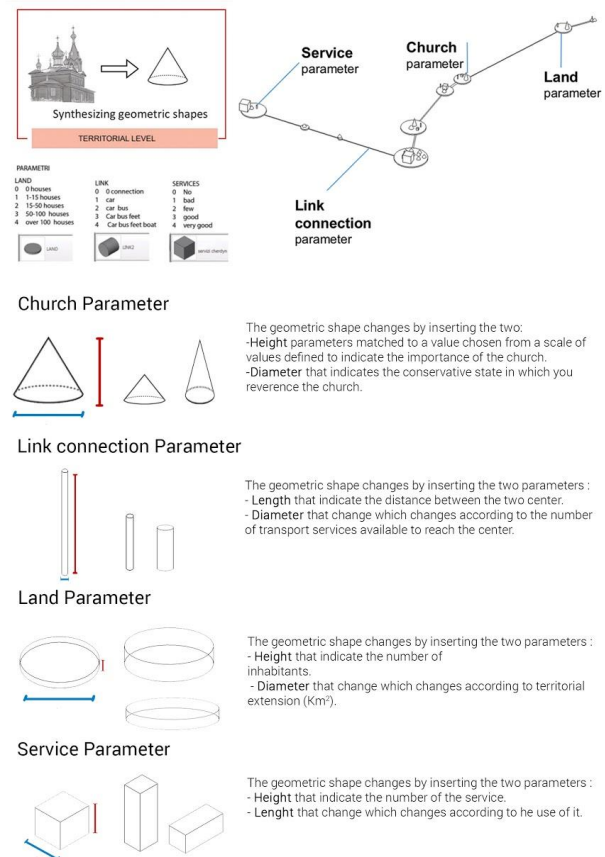 Synthesizing geometric shapes
TERRITORIAL LEVEL
Service
parameter
Church
parameter
Land
parameter
Link
connection
parameter
PARAMETRI
LAND
0 0 houses
1 1-15 houses
2 15-50 houses
3 50-100 houses
4 over 100 houses
LINK
0 0 connection
1 car
2 car bus
3 Car bus feet
4 Car bus feet boat
SERVICES
0 No
1 bad
2 few
3 good
4 very good
LAND
LINK2
Church Parameter
The geometric shape changes by inserting the two:
-Height parameters matched to a value chosen from a scale of
values defined to indicate the importance of the church.
-Diameter that indicates the conservative state in which you
reverence the church.
Link connection Parameter
The geometric shape changes by inserting the two parameters :
- Length that indicate the distance between the two center.
- Diameter that change which changes according to the number
of transport services available to reach the center.
Land Parameter
The geometric shape changes by inserting the two parameters :
- Height that indicate the number of
inhabitants.
- Diameter that change which changes according to territorial
extension (Km²).
Service Parameter
The geometric shape changes by inserting the two parameters :
- Height that indicate the number of the service.
- Lenght that change which changes according to he use of it.